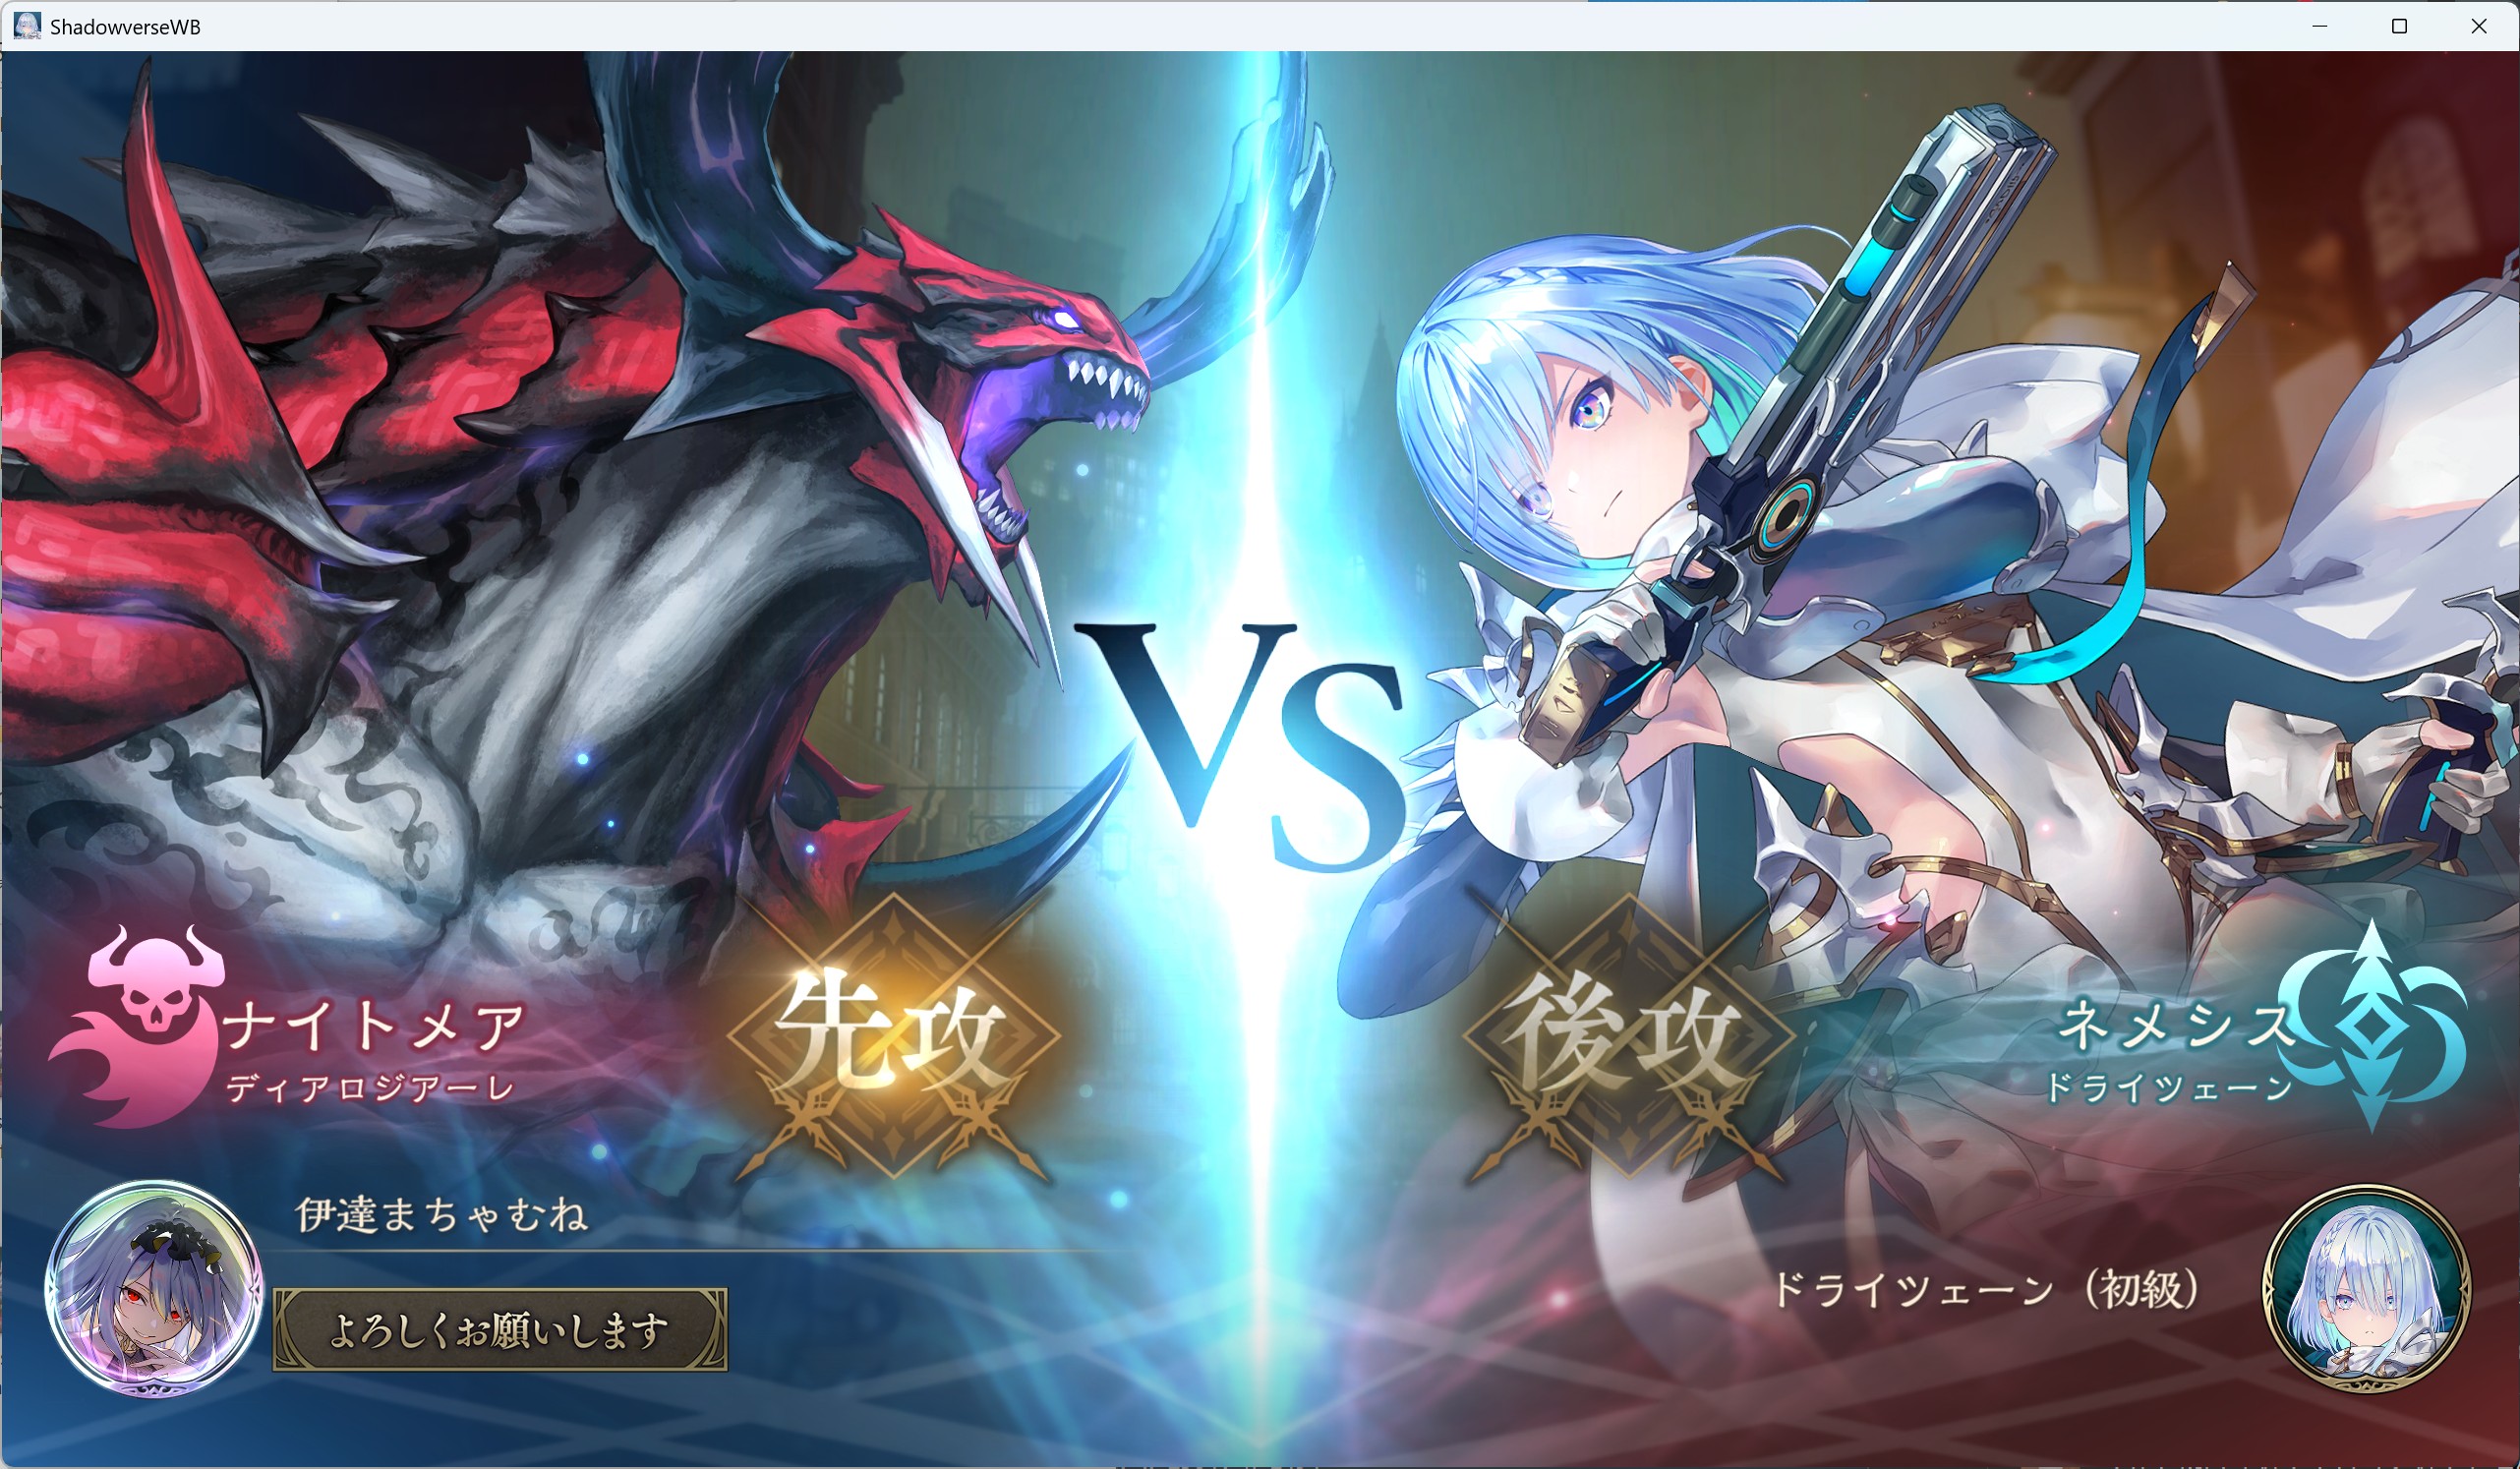 ShadowverseWB
VS
ナイトメア
ディアロジアーレ
先攻
後攻
ネメシス
ドライツェーン
伊達まちゃむね
よろしくお願いします
ドライツェーン（初級）